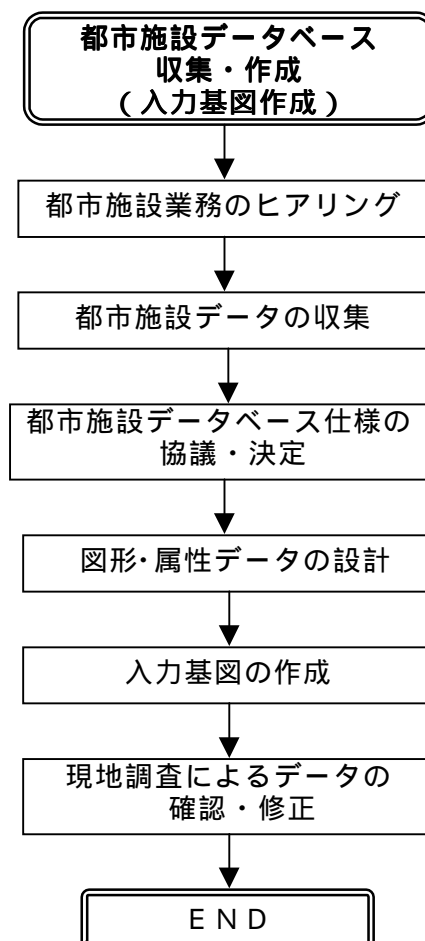 都市施設データベース
収集・作成
(入力基図作成)
都市施設業務のヒアリング
都市施設データの収集
都市施設データベース仕様の
協議・決定
図形・属性データの設計
入力基図の作成
現地調査によるデータの
確認・修正
ＥＮＤ